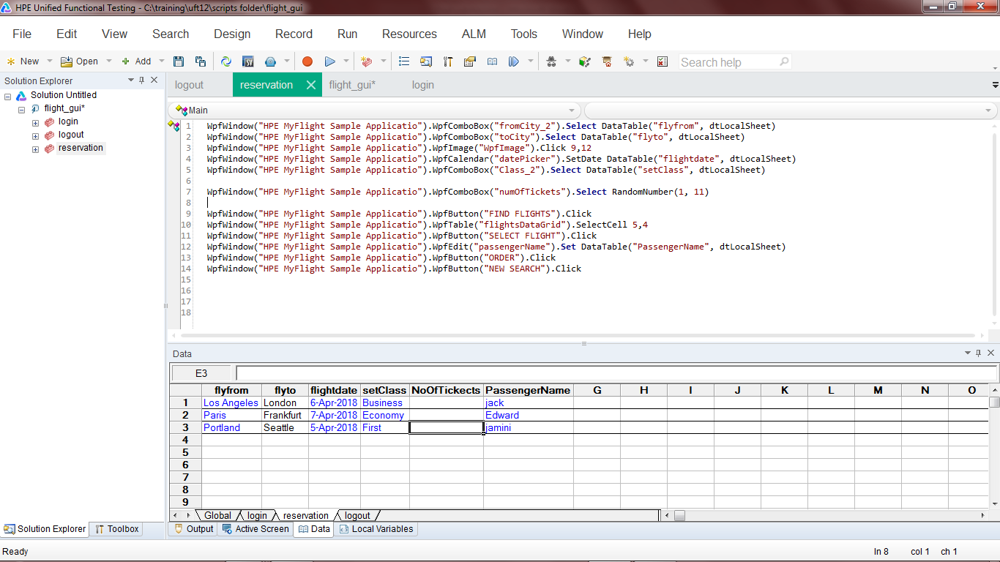 HPE Unified Functional Testing - C:\training\uft12\scripts folder\flight_gui
File Edit View Search Design Record Run Resources ALM Tools Window Help
New Open Add Search help
Solution Explorer
Solution Untitled
flight_gui*
login
logout
reservation
logout reservation flight_gui* login
Main
1 WpfWindow("HPE MyFlight Sample Applicatio").WpfComboBox("fromCity_2").Select DataTable("flyfrom", dtLocalSheet)
2 WpfWindow("HPE MyFlight Sample Applicatio").WpfComboBox("toCity").Select DataTable("flyto", dtLocalSheet)
3 WpfWindow("HPE MyFlight Sample Applicatio").WpfImage("WpfImage").Click 9,12
4 WpfWindow("HPE MyFlight Sample Applicatio").WpfCalendar("datePicker").SetDate DataTable("flightdate", dtLocalSheet)
5 WpfWindow("HPE MyFlight Sample Applicatio").WpfComboBox("Class_2").Select DataTable("setClass", dtLocalSheet)
6
7 WpfWindow("HPE MyFlight Sample Applicatio").WpfComboBox("numOfTickets").Select RandomNumber(1, 11)
8
9 WpfWindow("HPE MyFlight Sample Applicatio").WpfButton("FIND FLIGHTS").Click
10 WpfWindow("HPE MyFlight Sample Applicatio").WpfTable("flightsDataGrid").SelectCell 5,4
11 WpfWindow("HPE MyFlight Sample Applicatio").WpfButton("SELECT FLIGHT").Click
12 WpfWindow("HPE MyFlight Sample Applicatio").WpfEdit("passengerName").Set DataTable("PassengerName", dtLocalSheet)
13 WpfWindow("HPE MyFlight Sample Applicatio").WpfButton("ORDER").Click
14 WpfWindow("HPE MyFlight Sample Applicatio").WpfButton("NEW SEARCH").Click
15
16
17
18
Data
E3
flyfrom flyto flightdate setClass NoOfTickects PassengerName G H I J K L M N O
1 Los Angeles London 6-Apr-2018 Business jack
2 Paris Frankfurt 7-Apr-2018 Economy Edward
3 Portland Seattle 5-Apr-2018 First jamini
4
5
6
7
8
9
Global login reservation logout
Solution Explorer Toolbox Output Active Screen Data Local Variables
Ready ln 8 col 1 ch 1